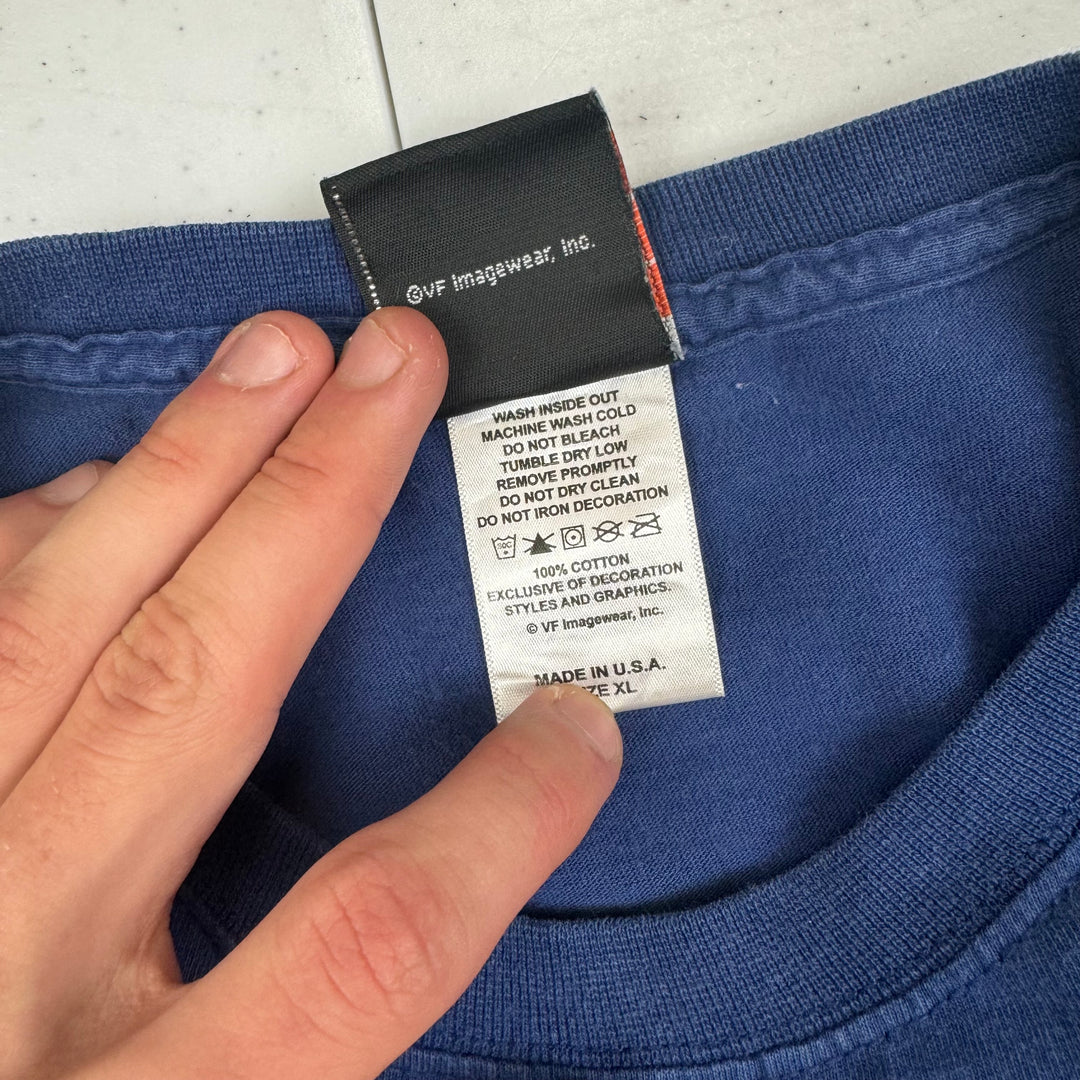 ©VF Imagewear, Inc.
WASH INSIDE OUT
MACHINE WASH COLD
DO NOT BLEACH
TUMBLE DRY LOW
REMOVE PROMPTLY
DO NOT DRY CLEAN
DO NOT IRON DECORATION
100% COTTON
EXCLUSIVE OF DECORATION
STYLES AND GRAPHICS.
© VF Imagewear, Inc.
MADE IN U.S.A.
XL